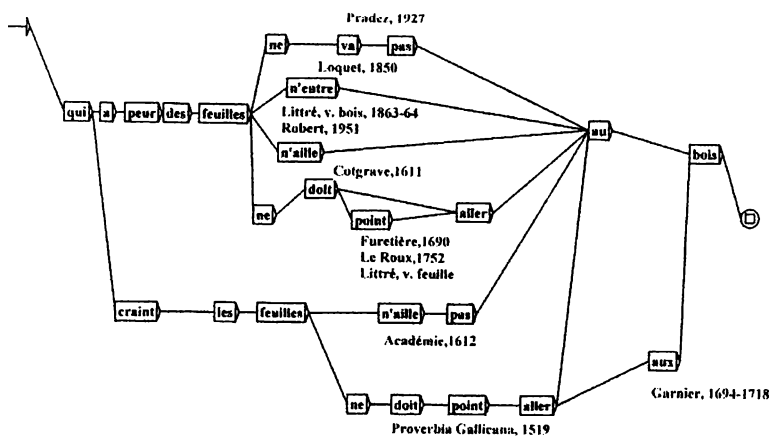 Pradez, 1927
ne va pas
Loquet, 1850
n'entre
qui a peur des feuilles
Littré, v. bois, 1863-64
Robert, 1951
au
n'aille
bois
Cotgrave, 1611
doit
ne
point
aller
Furetière, 1690
Le Roux, 1752
Littré, v. feuille
craint les feuilles n'aille pas
Académie, 1612
aux
Garnier, 1694-1718
ne doit point aller
Proverbia Gallicana, 1519